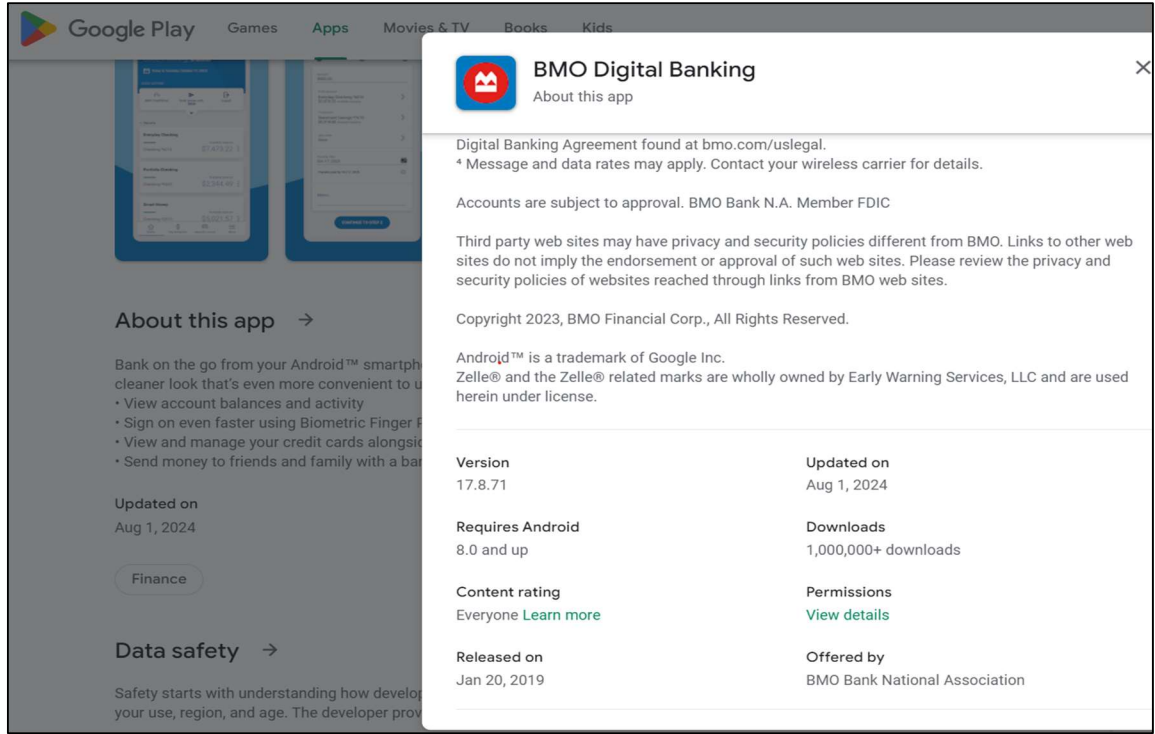 Google Play
Games
Apps
Movies & TV
Books
Kids
BMO Digital Banking
About this app
Digital Banking Agreement found at bmo.com/uslegal.
⁴ Message and data rates may apply. Contact your wireless carrier for details.
Accounts are subject to approval. BMO Bank N.A. Member FDIC
Third party web sites may have privacy and security policies different from BMO. Links to other web
sites do not imply the endorsement or approval of such web sites. Please review the privacy and
security policies of websites reached through links from BMO web sites.
Copyright 2023, BMO Financial Corp., All Rights Reserved.
Android™ is a trademark of Google Inc.
Zelle® and the Zelle® related marks are wholly owned by Early Warning Services, LLC and are used
herein under license.
Version
17.8.71
Updated on
Aug 1, 2024
Requires Android
8.0 and up
Downloads
1,000,000+ downloads
Content rating
Everyone Learn more
Permissions
View details
Released on
Jan 20, 2019
Offered by
BMO Bank National Association
About this app →
Bank on the go from your Android™ smartph
cleaner look that's even more convenient to u
• View account balances and activity
• Sign on even faster using Biometric Finger P
• View and manage your credit cards alongsid
• Send money to friends and family with a ban
Updated on
Aug 1, 2024
Finance
Data safety →
Safety starts with understanding how develop
your use, region, and age. The developer prov